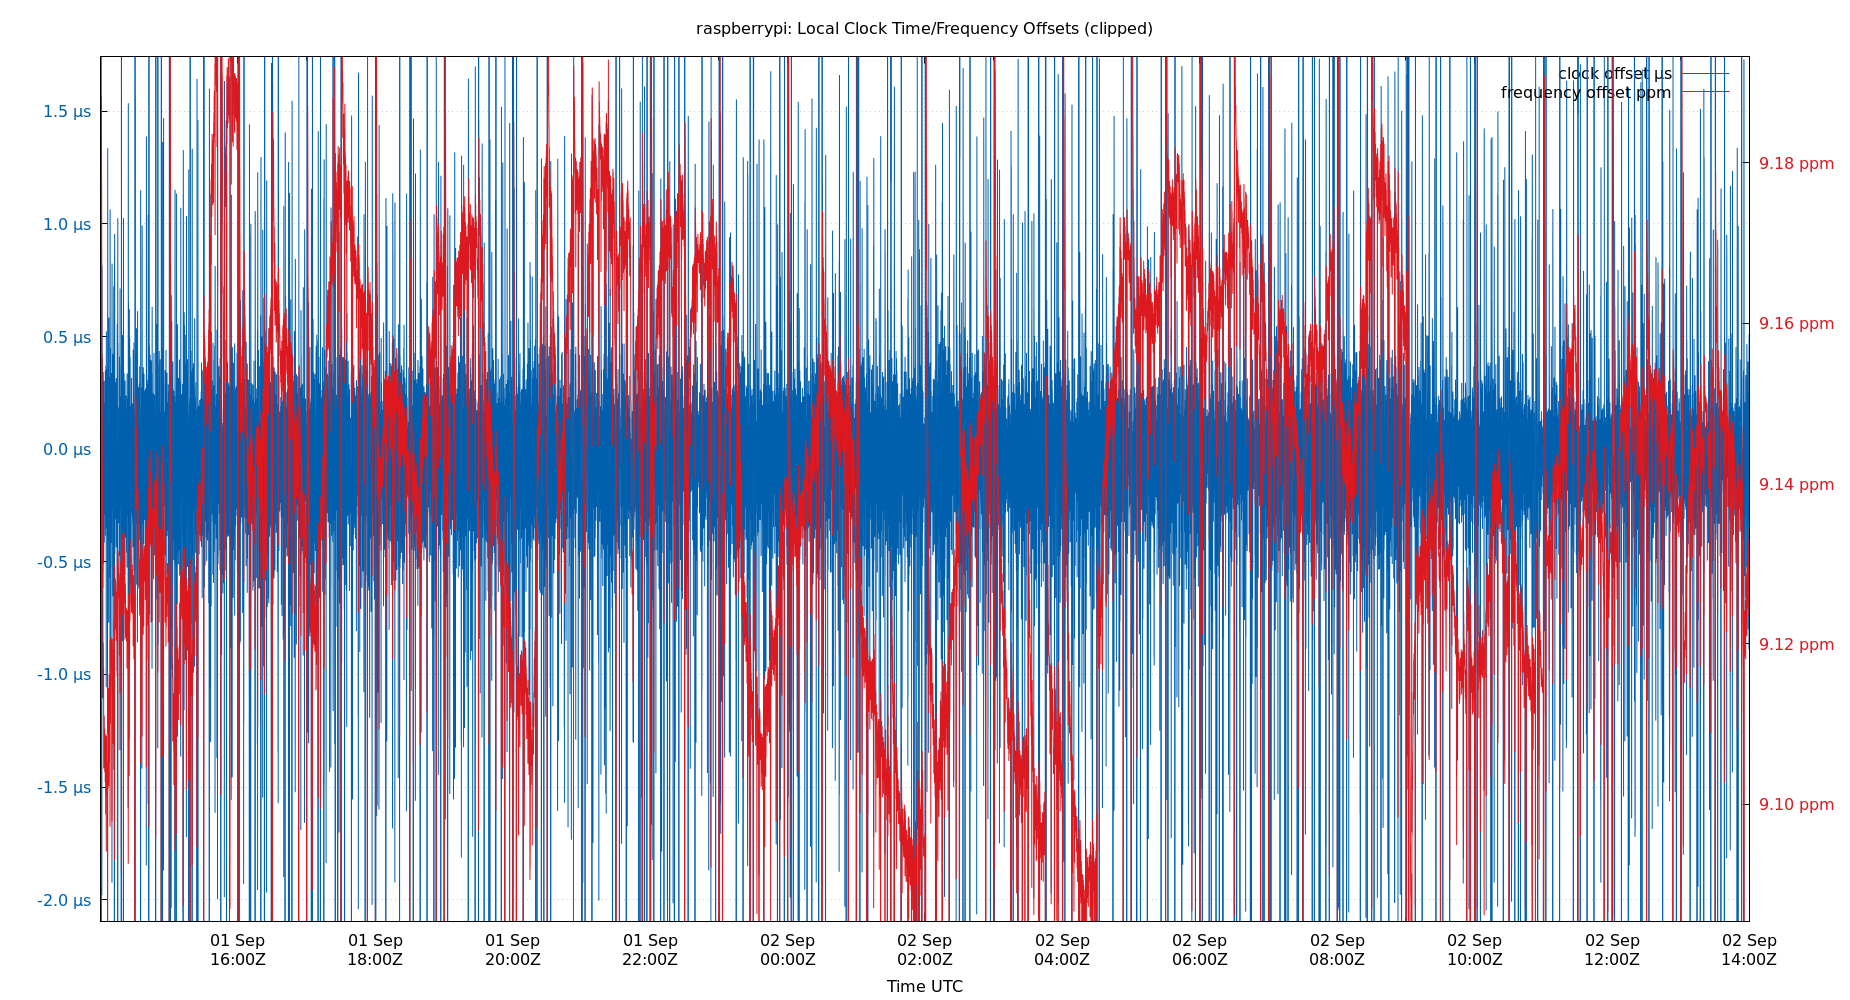 raspberrypi: Local Clock Time/Frequency Offsets (clipped)
clock offset µs
frequency offset ppm
1.5 µs
1.0 µs
0.5 µs
0.0 µs
-0.5 µs
-1.0 µs
-1.5 µs
-2.0 µs
9.18 ppm
9.16 ppm
9.14 ppm
9.12 ppm
9.10 ppm
01 Sep 01 Sep 01 Sep 01 Sep 02 Sep 02 Sep 02 Sep 02 Sep 02 Sep 02 Sep 02 Sep 02 Sep
16:00Z 18:00Z 20:00Z 22:00Z 00:00Z 02:00Z 04:00Z 06:00Z 08:00Z 10:00Z 12:00Z 14:00Z
Time UTC